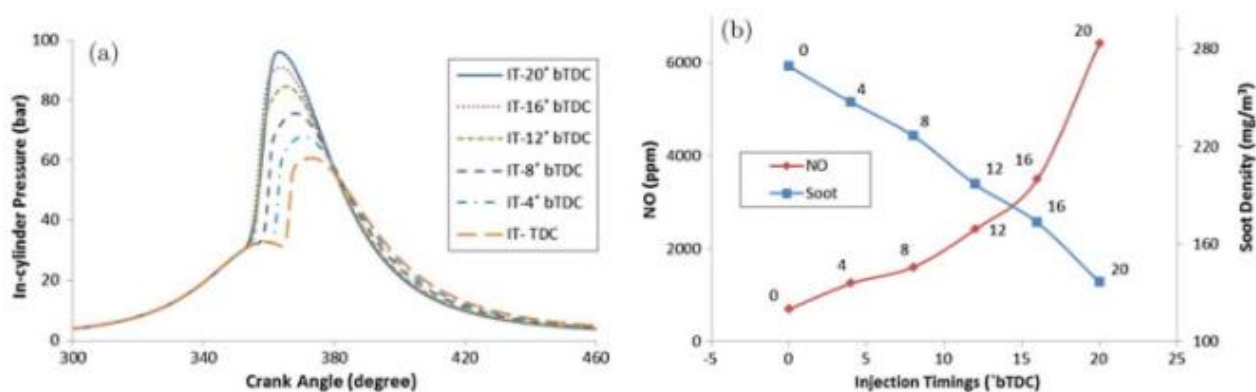 (a)
100
80
60
40
20
0
300
340
380
420
460
In-cylinder Pressure (bar)
Crank Angle (degree)
IT-20° bTDC
IT-16° bTDC
IT-12° bTDC
IT-8° bTDC
IT-4° bTDC
IT- TDC
(b)
6000
4000
2000
0
NO (ppm)
280
220
160
100
Soot Density (mg/m³)
-5
0
5
10
15
20
25
Injection Timings (°bTDC)
NO
Soot
0
4
8
12
16
20
0
4
8
12
16
20